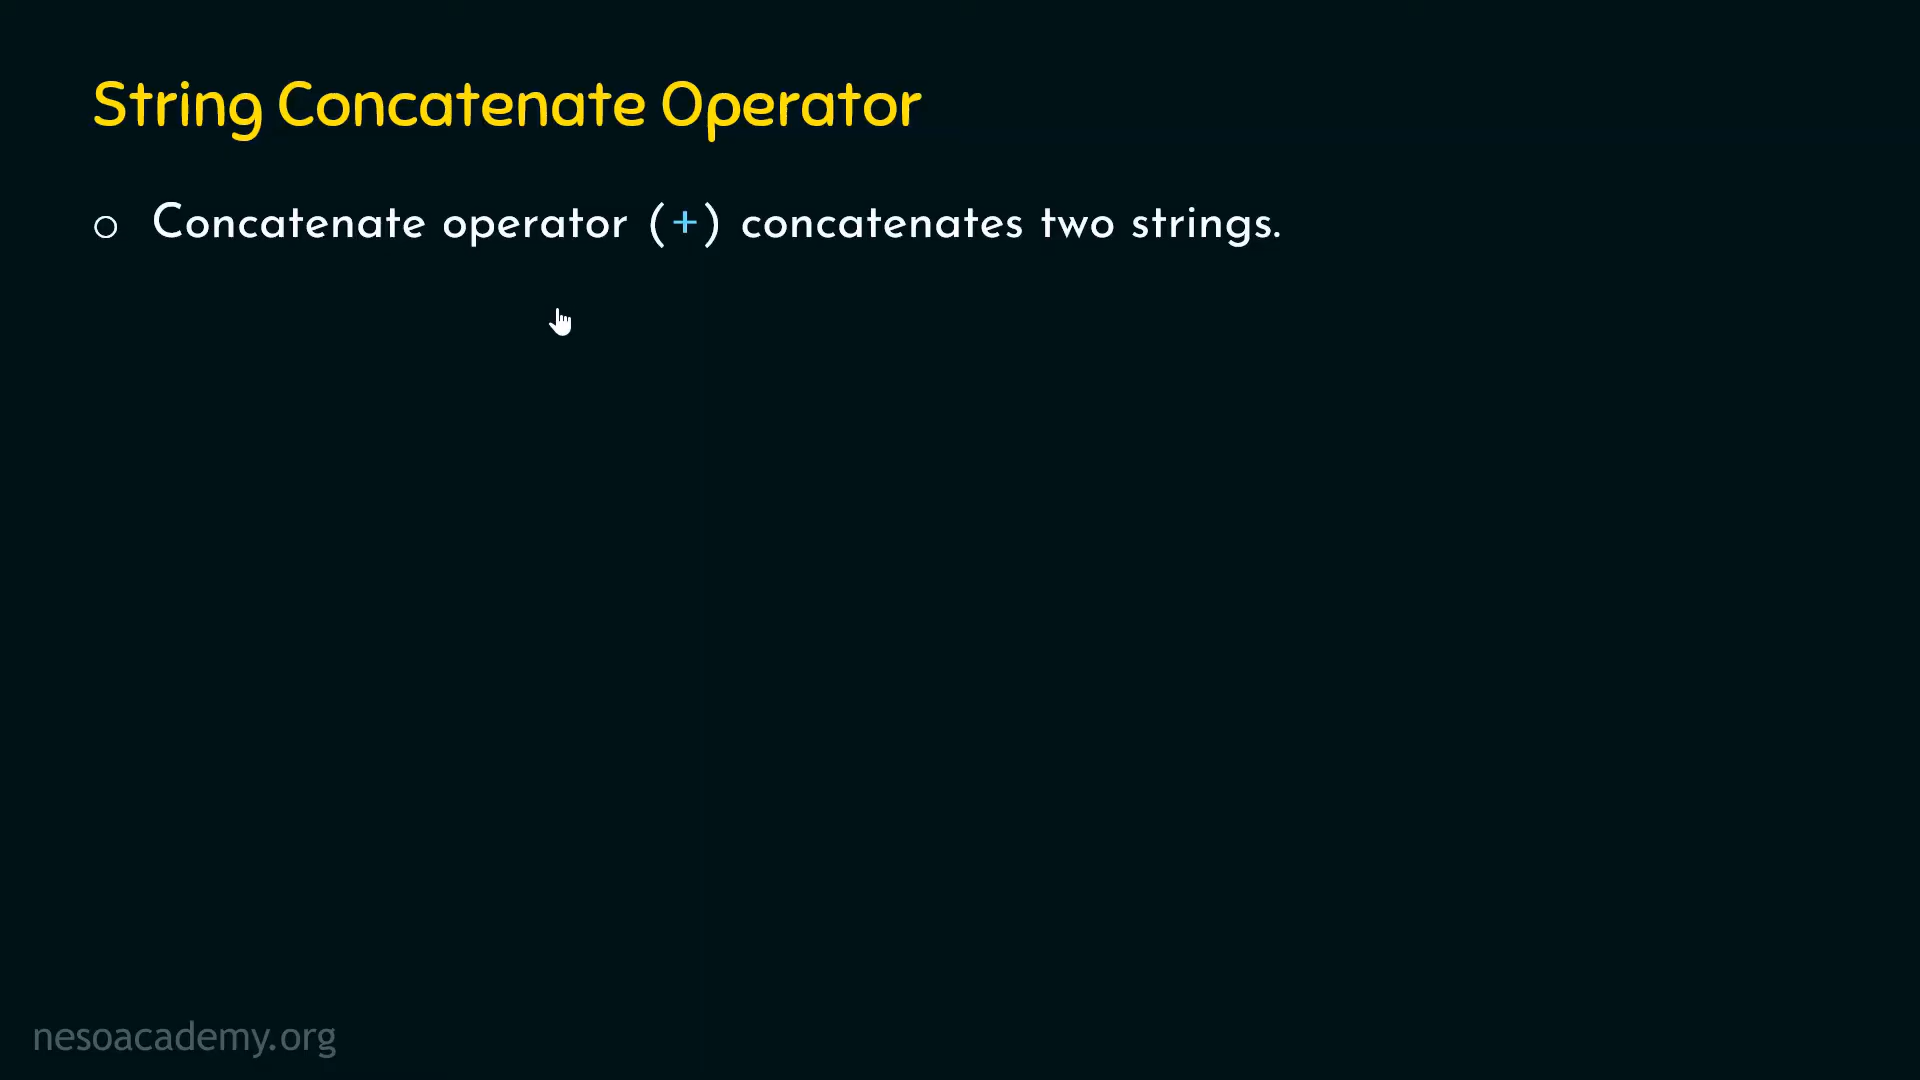 String Concatenate Operator
○ Concatenate operator (+) concatenates two strings.
nesoacademy.org